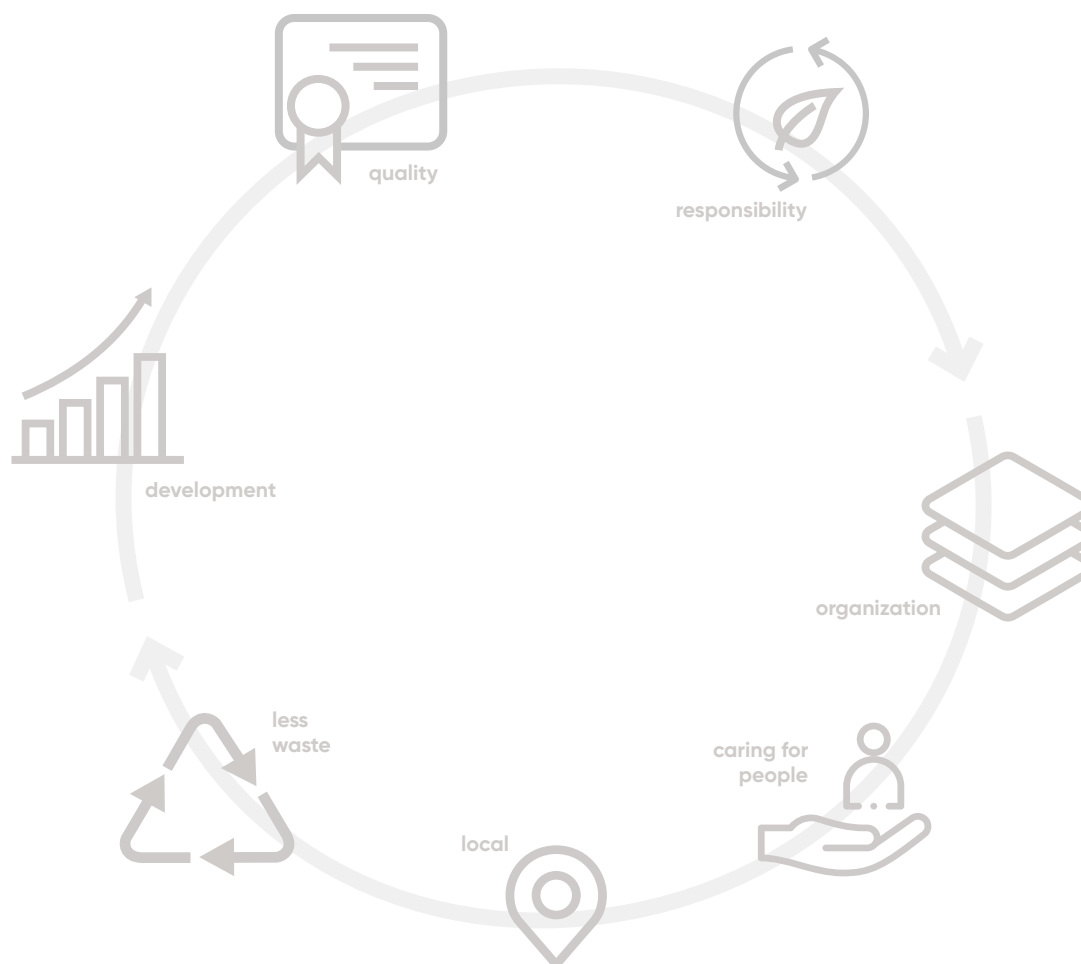 quality
responsibility
development
organization
less
waste
caring for
people
local